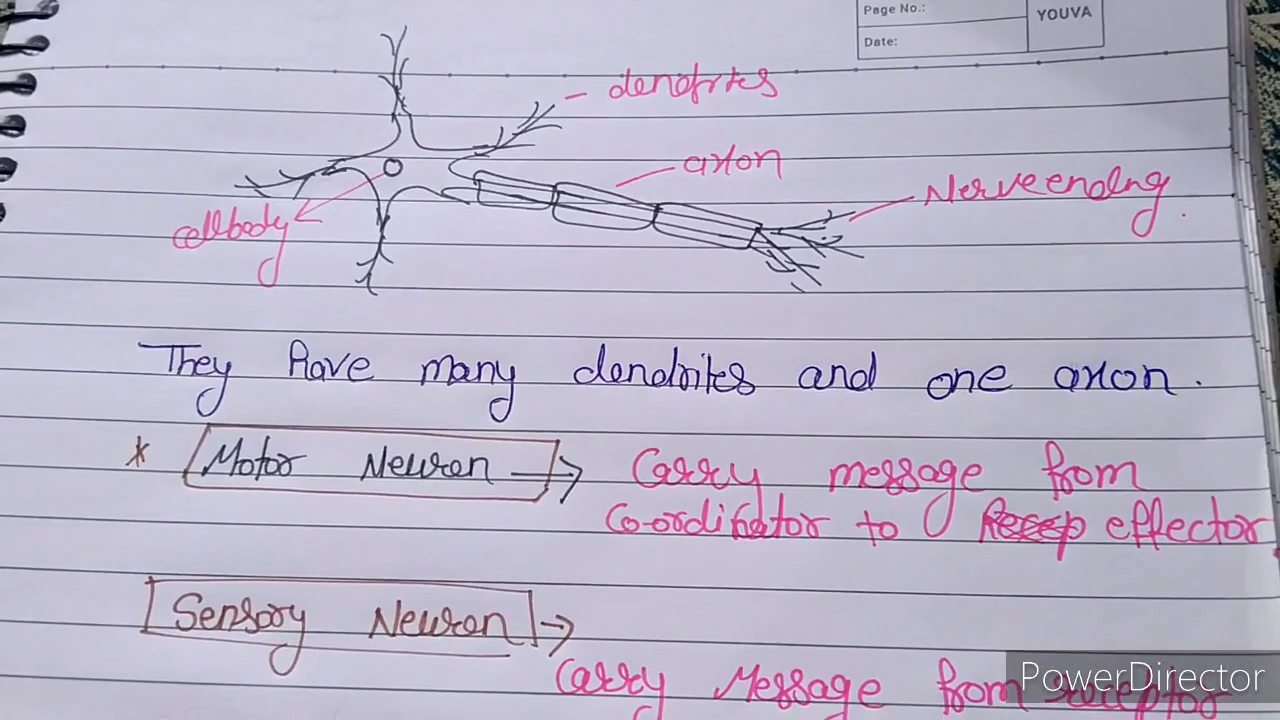 Page No.:
YOUVA
Date:
dendrites
axon
Nerve ending.
cellbody
They have many dendrites and one axon.
* Motor Neuron → Carry message from
Co-ordinator to effector
Sensory Neuron →
Carry Message from receptor
PowerDirector